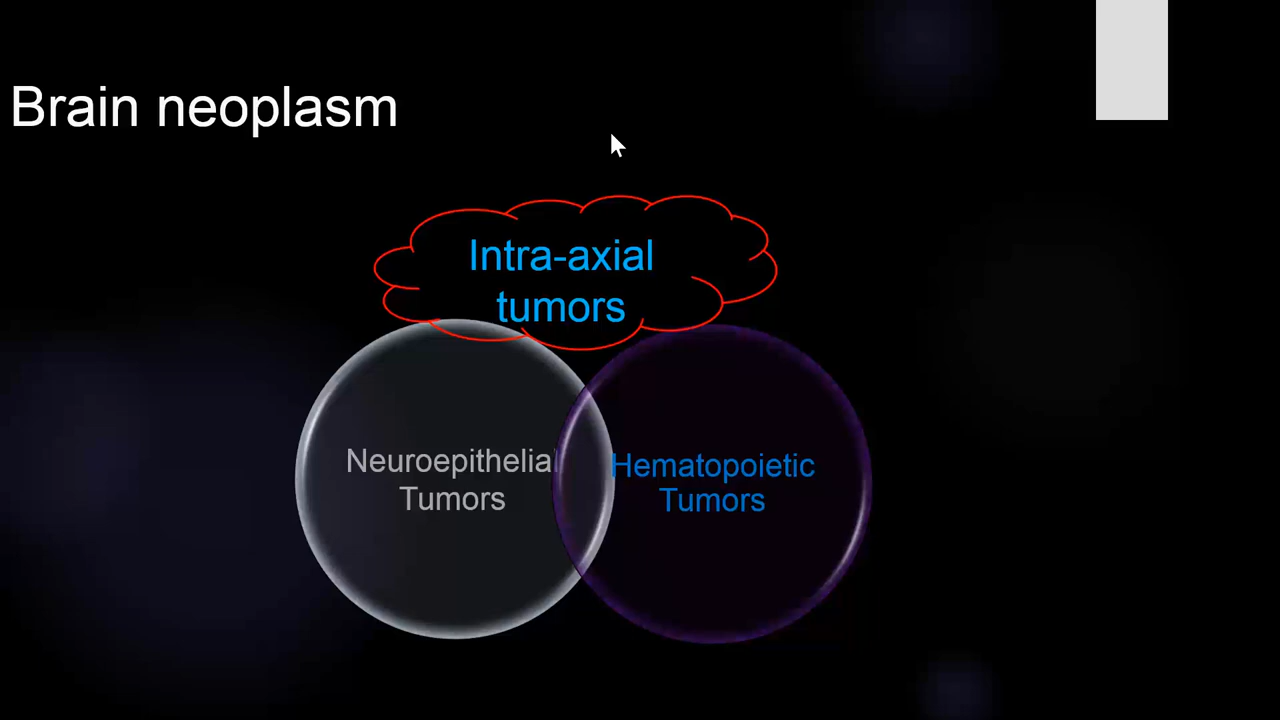 Brain neoplasm
Intra-axial
tumors
Neuroepithelial
Tumors
Hematopoietic
Tumors